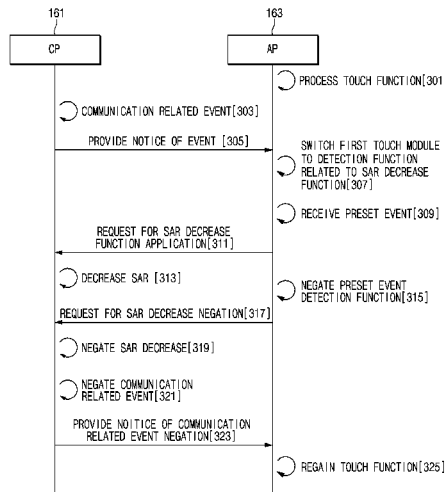 161
163
CP
AP
PROCESS TOUCH FUNCTION[301
COMMUNICATION RELATED EVENT[303]
PROVIDE NOTICE OF EVENT [305]
SWITCH FIRST TOUCH MODULE
TO DETECTION FUNCTION
RELATED TO SAR DECREASE
FUNCTION[307]
RECEIVE PRESET EVENT[309]
REQUEST FOR SAR DECREASE
FUNCTION APPLICATION[311]
DECREASE SAR [313]
NEGATE PRESET EVENT
DETECTION FUNCTION[315]
REQUEST FOR SAR DECREASE NEGATION[317]
NEGATE SAR DECREASE[319]
NEGATE COMMUNICATION
RELATED EVENT[321]
PROVIDE NOITICE OF COMMUNICATION
RELATED EVENT NEGATION[323]
REGAIN TOUCH FUNCTION[325]